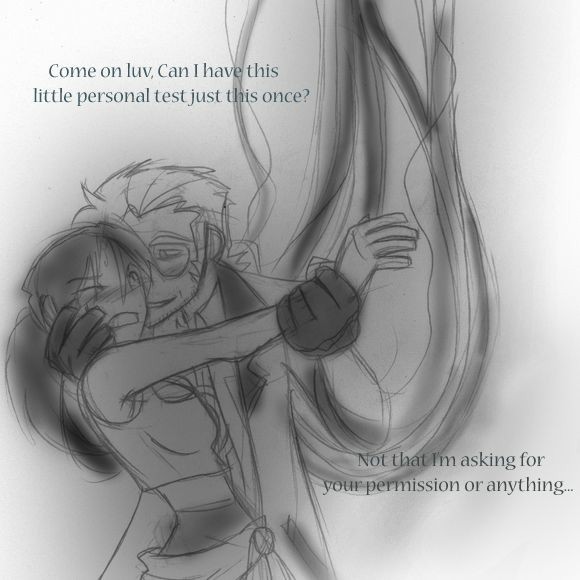 Come on luv, Can I have this
little personal test just this once?
Not that I'm asking for
your permission or anything...